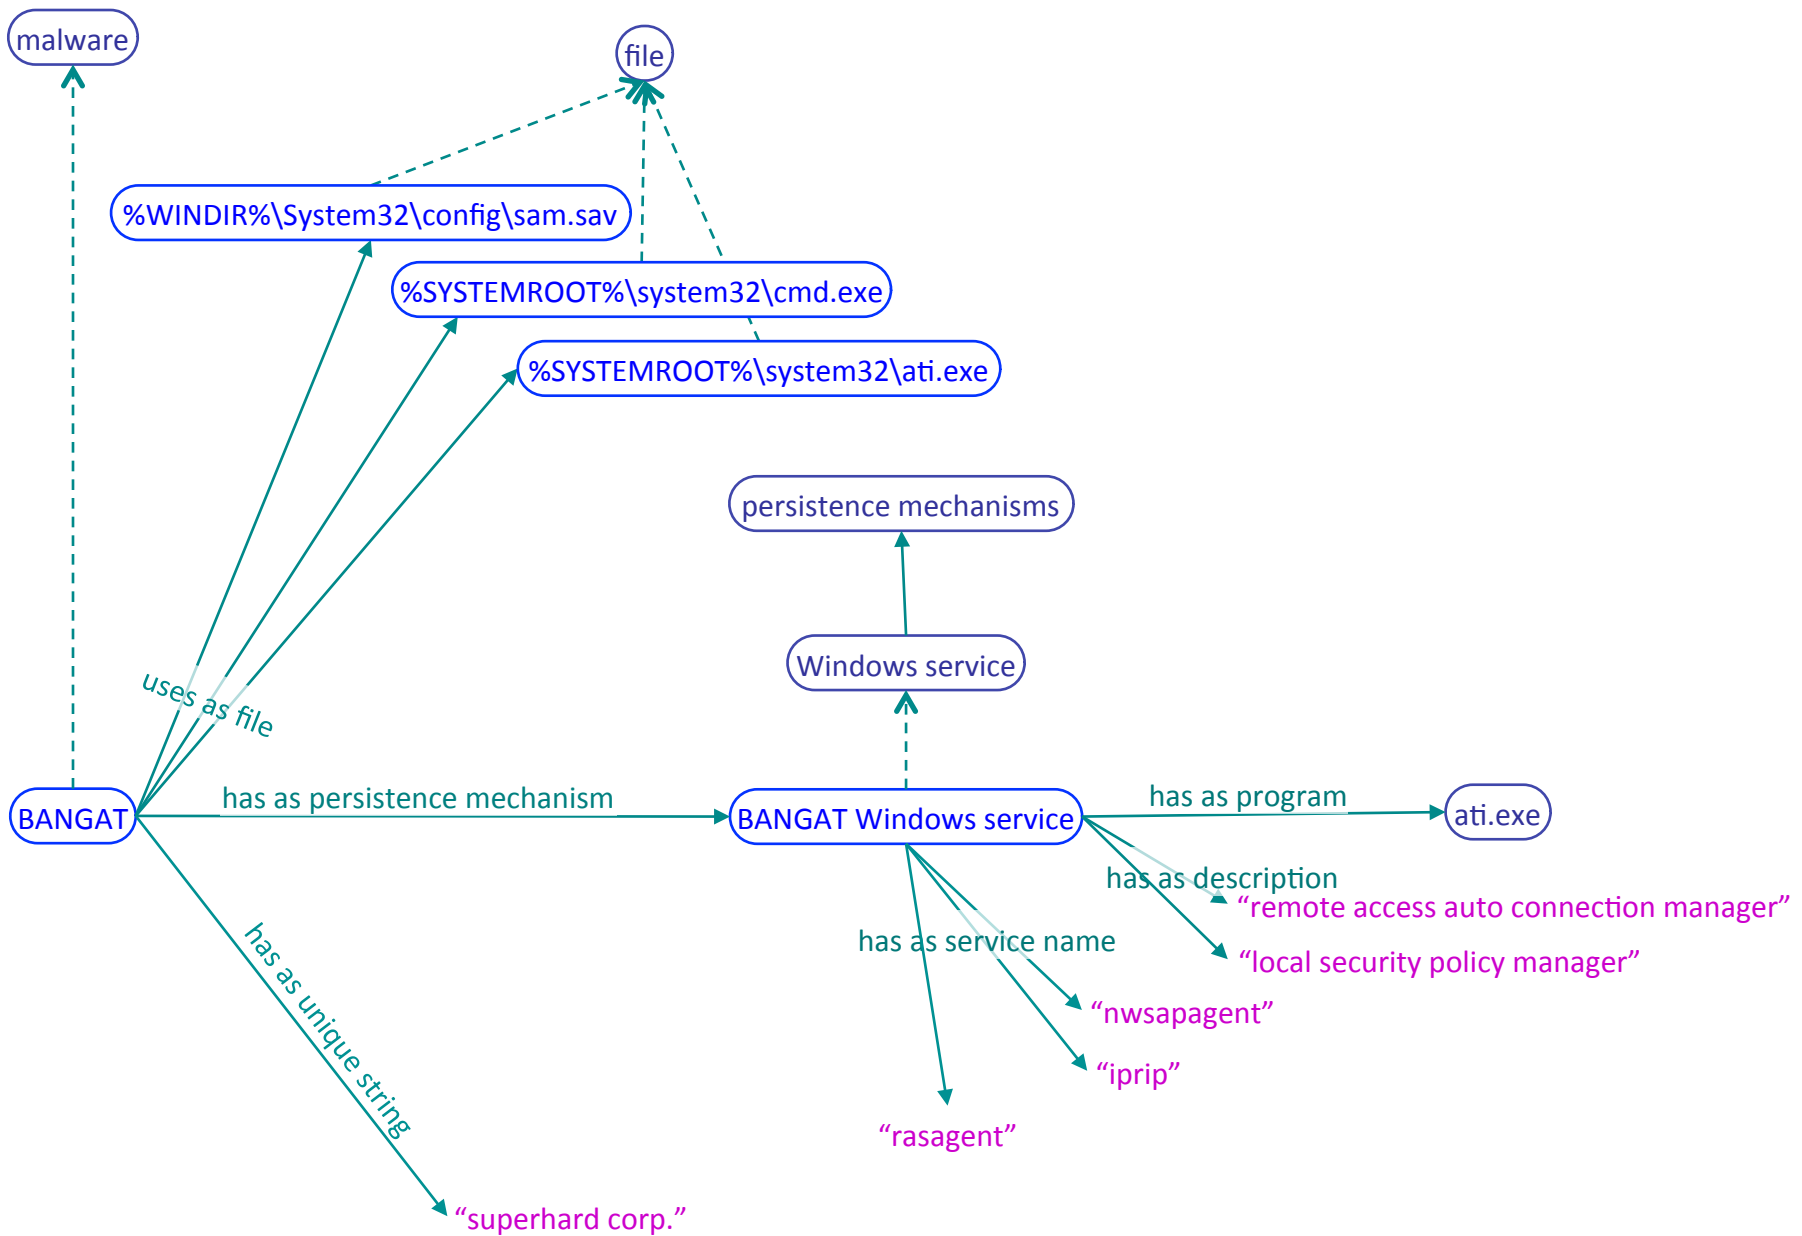 malware
file
%WINDIR%\System32\config\sam.sav
%SYSTEMROOT%\system32\cmd.exe
%SYSTEMROOT%\system32\ati.exe
persistence mechanisms
Windows service
uses as file
has as persistence mechanism
has as program
BANGAT
BANGAT Windows service
ati.exe
has as description
“remote access auto connection manager”
has as service name
“local security policy manager”
has as unique string
“nwsapagent”
“iprip”
“rasagent”
“superhard corp.”